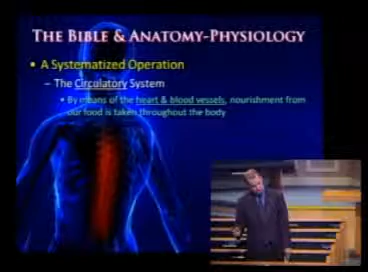 THE BIBLE & ANATOMY-PHYSIOLOGY
• A Systematized Operation
– The Circulatory System
• By means of the heart & blood vessels, nourishment from
our food is taken throughout the body